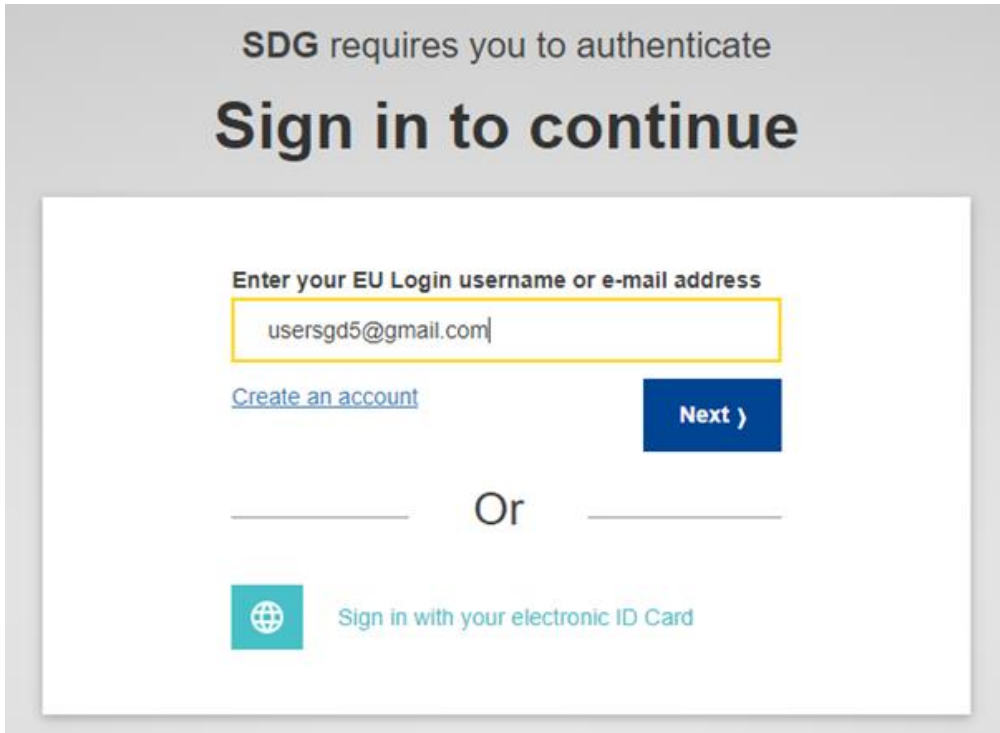 SDG requires you to authenticate
Sign in to continue
Enter your EU Login username or e-mail address
usersgd5@gmail.com
Create an account
Next ❭
Or
Sign in with your electronic ID Card